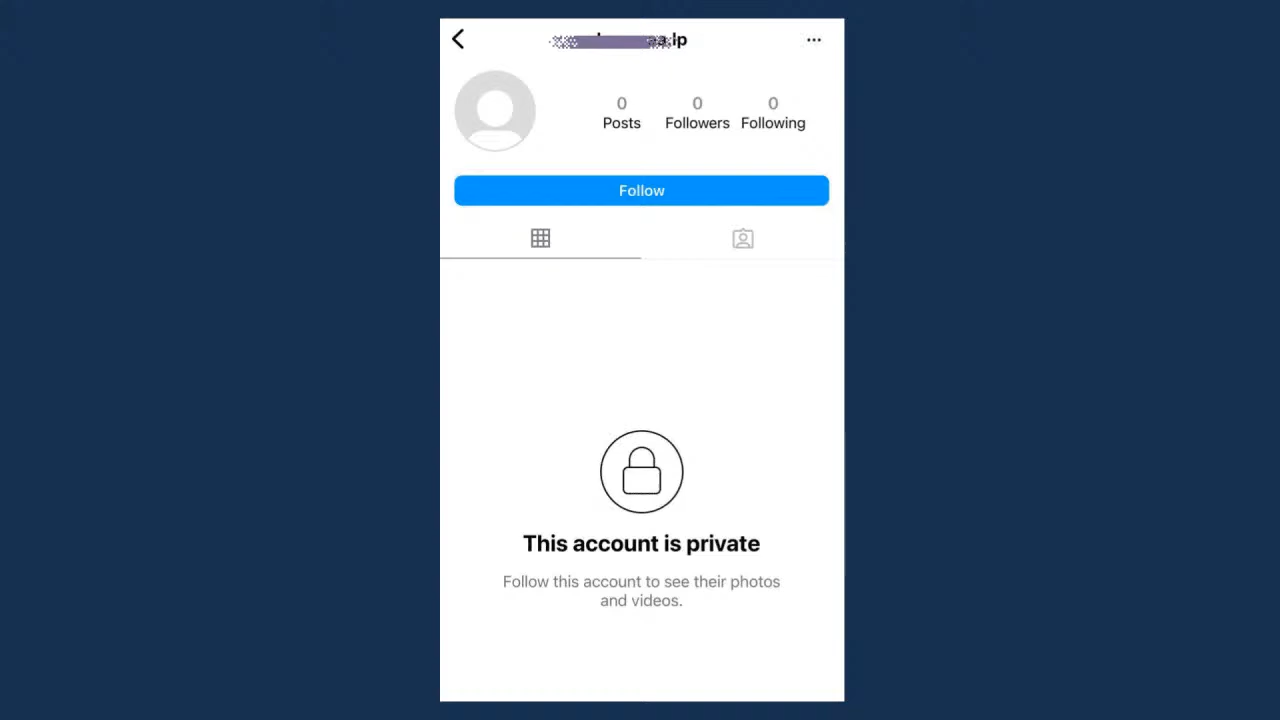 0 0 0
Posts Followers Following
Follow
This account is private
Follow this account to see their photos
and videos.